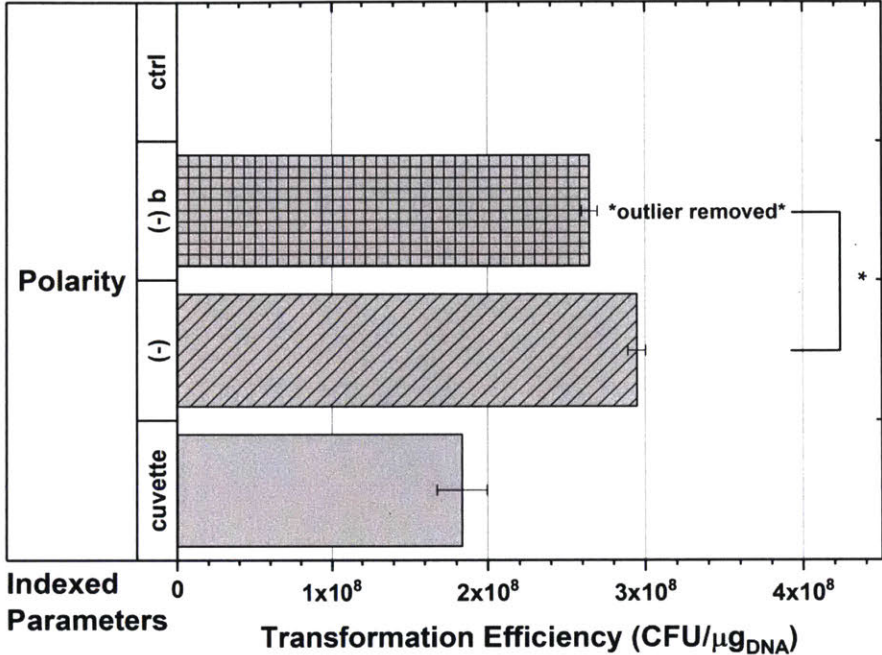 ctrl
(-) b
*outlier removed*
Polarity
*
(-)
cuvette
Indexed
Parameters
0
1x10⁸
2x10⁸
3x10⁸
4x10⁸
Transformation Efficiency (CFU/μg_DNA)